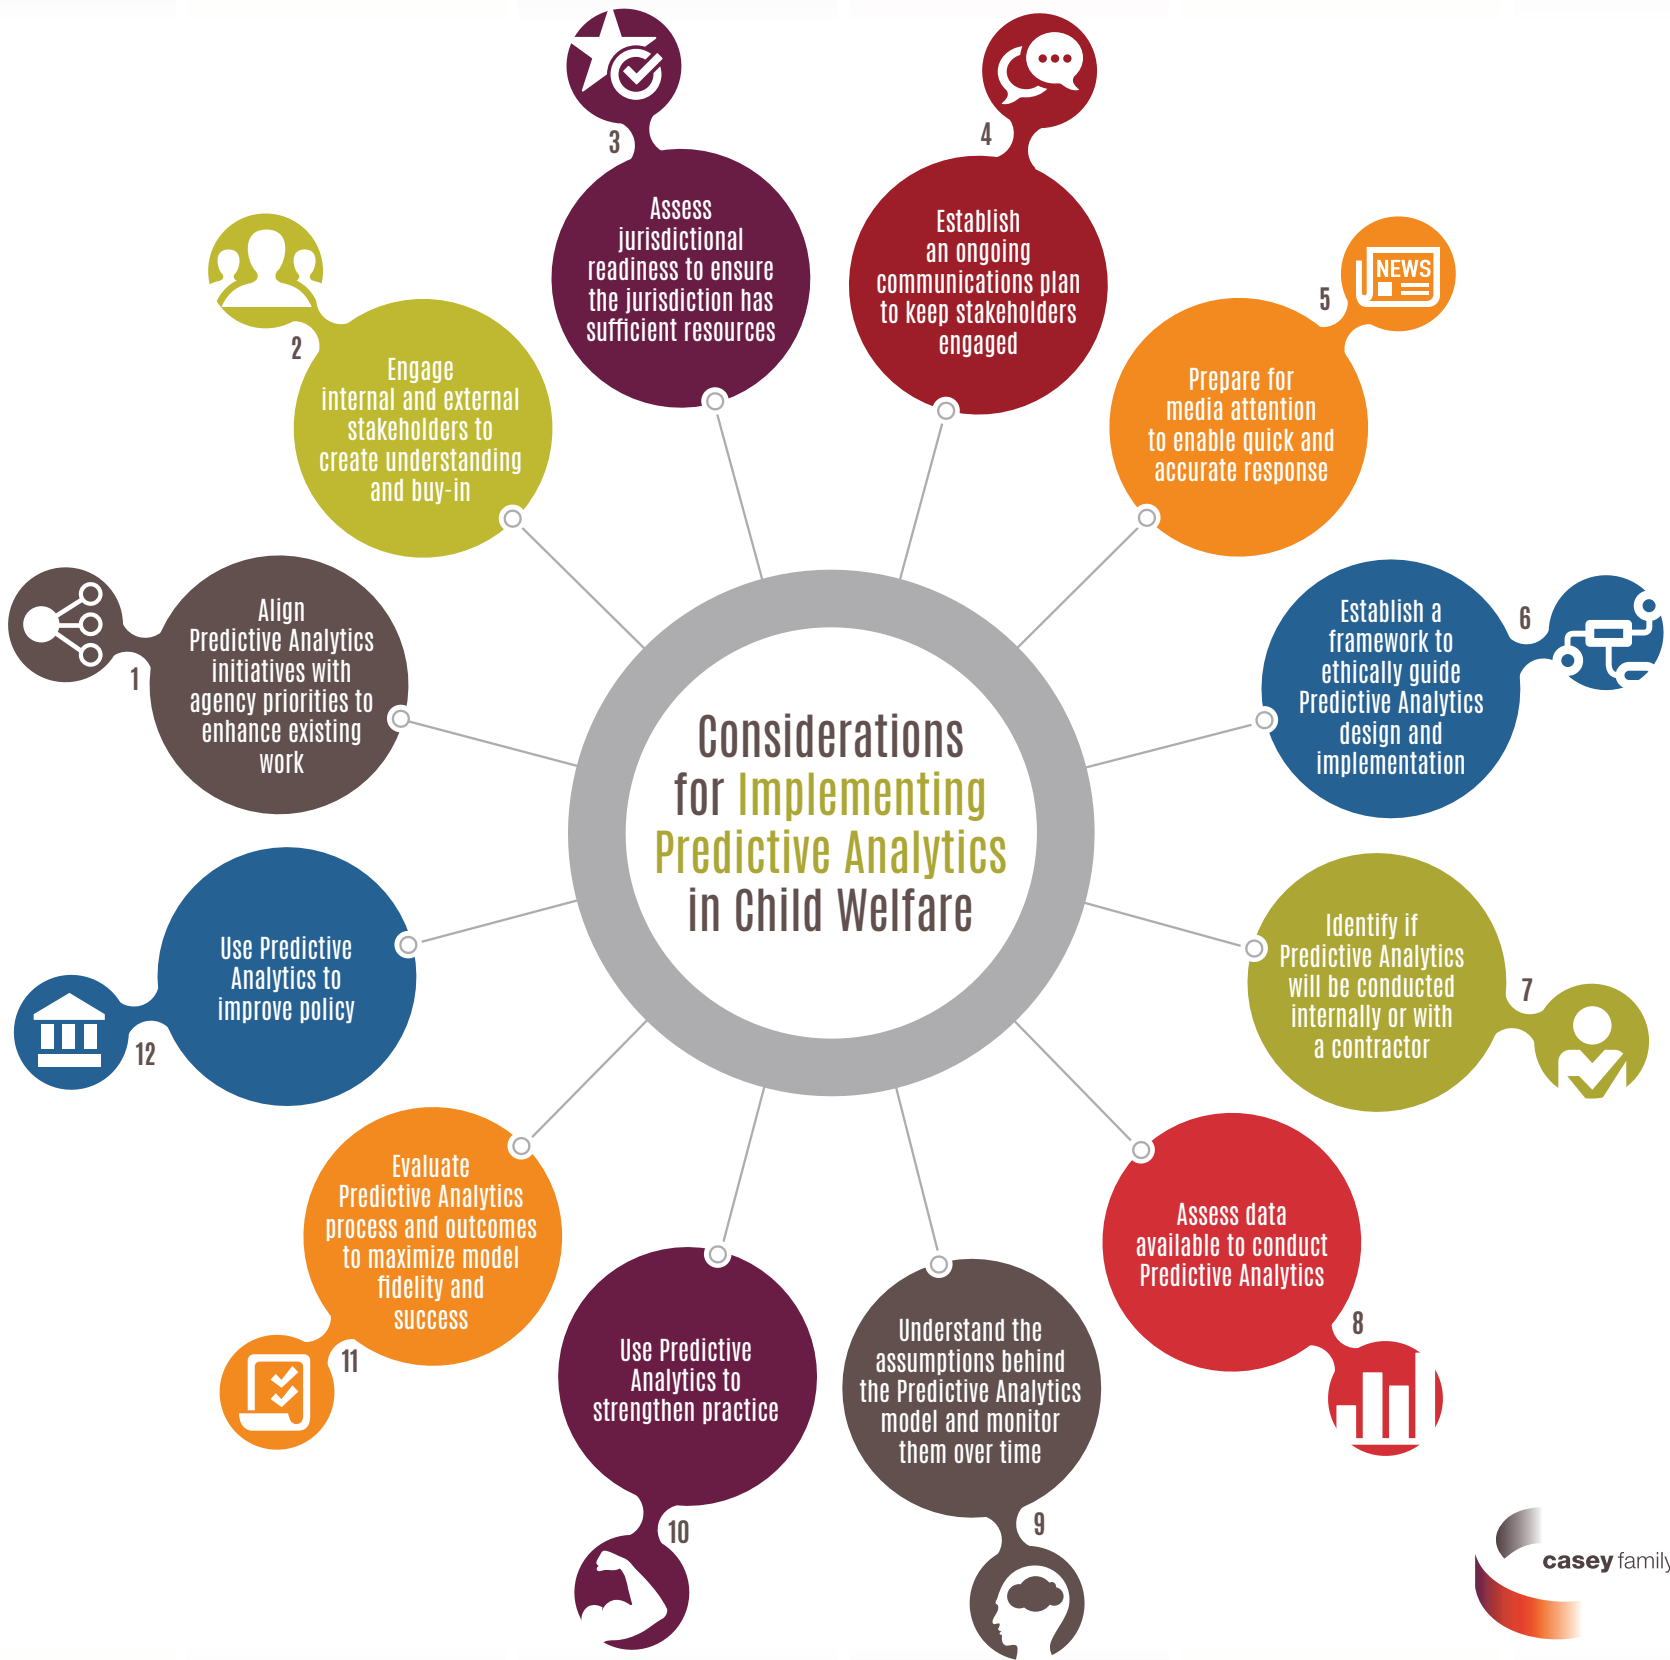 Considerations
for Implementing
Predictive Analytics
in Child Welfare
1
Align
Predictive Analytics
initiatives with
agency priorities to
enhance existing
work
2
Engage
internal and external
stakeholders to
create understanding
and buy-in
3
Assess
jurisdictional
readiness to ensure
the jurisdiction has
sufficient resources
4
Establish
an ongoing
communications plan
to keep stakeholders
engaged
5
NEWS
Prepare for
media attention
to enable quick and
accurate response
6
Establish a
framework to
ethically guide
Predictive Analytics
design and
implementation
7
Identify if
Predictive Analytics
will be conducted
internally or with
a contractor
8
Assess data
available to conduct
Predictive Analytics
9
Understand the
assumptions behind
the Predictive Analytics
model and monitor
them over time
10
Use Predictive
Analytics to
strengthen practice
11
Evaluate
Predictive Analytics
process and outcomes
to maximize model
fidelity and
success
12
Use Predictive
Analytics to
improve policy
casey family